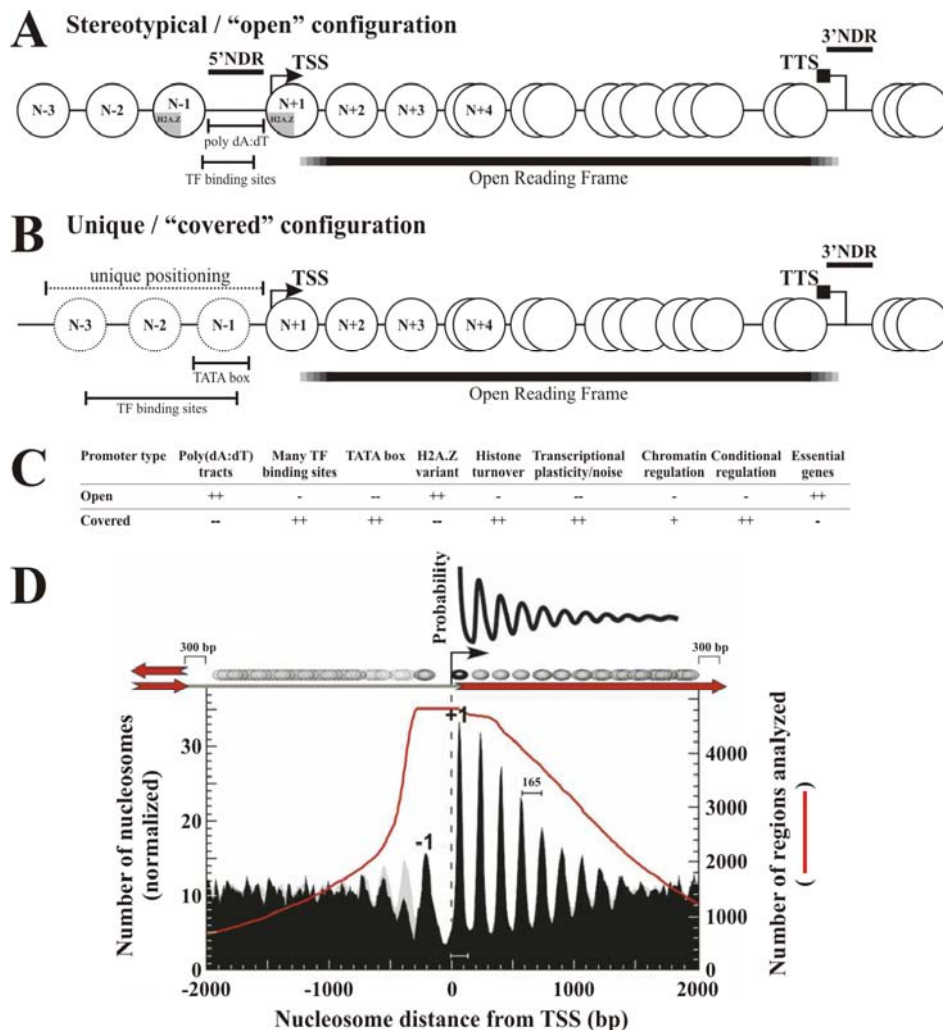 A Stereotypical / “open” configuration
5’NDR
TSS
TTS
3’NDR
N-3
N-2
N-1
H2A.Z
N+1
H2A.Z
N+2
N+3
N+4
poly dA:dT
TF binding sites
Open Reading Frame
B Unique / “covered” configuration
unique positioning
TSS
TTS
3’NDR
N-3
N-2
N-1
N+1
N+2
N+3
N+4
TATA box
TF binding sites
Open Reading Frame
C
Promoter type Poly(dA:dT) tracts Many TF binding sites TATA box H2A.Z variant Histone turnover Transcriptional plasticity/noise Chromatin regulation Conditional regulation Essential genes
Open ++ - -- ++ - -- - - ++
Covered -- ++ ++ -- ++ ++ + ++ -
D
Probability
300 bp
300 bp
+1
-1
165
Number of nucleosomes
(normalized)
30
20
10
0
Number of regions analyzed
( )
4000
3000
2000
1000
0
-2000 -1000 0 1000 2000
Nucleosome distance from TSS (bp)